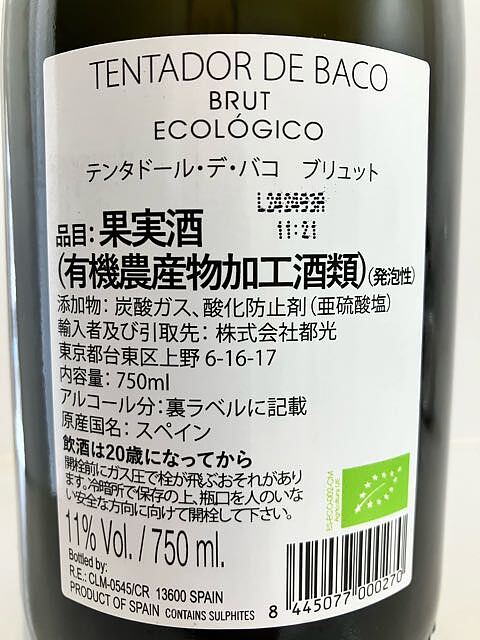 TENTADOR DE BACO
BRUT
ECOLÓGICO
テンタドール・デ・バコ ブリュット
11:21
品目：果実酒
（有機農産物加工酒類）（発泡性）
添加物：炭酸ガス、酸化防止剤（亜硫酸塩）
輸入者及び引取先：株式会社都光
東京都台東区上野6-16-17
内容量：750ml
アルコール分：裏ラベルに記載
原産国名：スペイン
飲酒は20歳になってから
開栓前にガス圧で栓が飛ぶおそれがあり
ます。冷暗所で保存の上、瓶口を人のいな
い安全な方向に向けて開栓して下さい。
ES-ECO-002-CM
Agricultura UE
11% Vol. / 750 ml.
Bottled by:
R.E.: CLM-0545/CR 13600 SPAIN
PRODUCT OF SPAIN CONTAINS SULPHITES
8 445077 000270